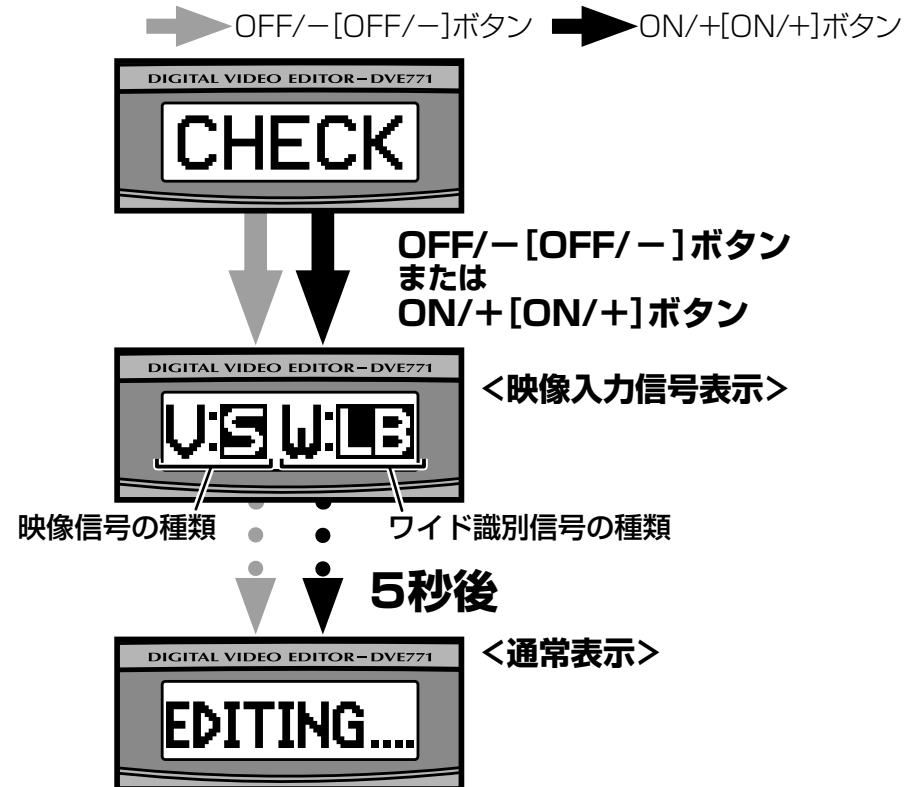 OFF/−[OFF/−]ボタン ON/+[ON/+]ボタン
DIGITAL VIDEO EDITOR−DVE771
CHECK
OFF/−[OFF/−]ボタン
または
ON/+[ON/+]ボタン
DIGITAL VIDEO EDITOR−DVE771
<映像入力信号表示>
V:S W:LB
映像信号の種類 ワイド識別信号の種類
5秒後
DIGITAL VIDEO EDITOR−DVE771
<通常表示>
EDITING....